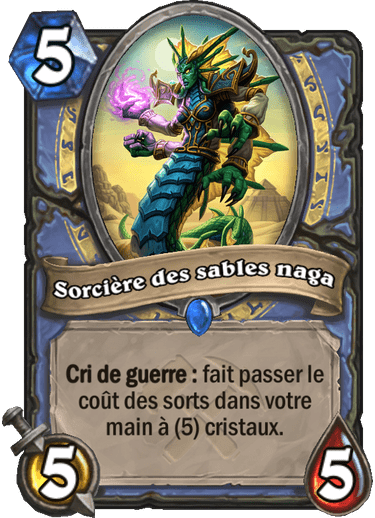 5
Sorcière des sables naga
Cri de guerre : fait passer le
coût des sorts dans votre
main à (5) cristaux.
5
5